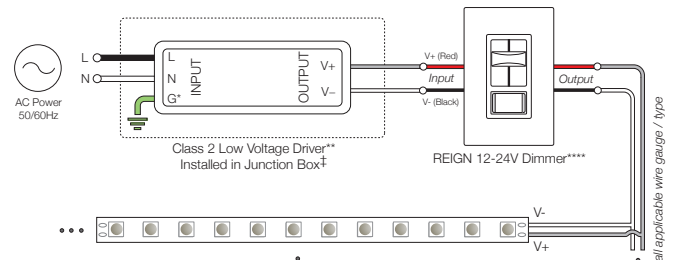 L
N
AC Power
50/60Hz
L
N
G*
INPUT
OUTPUT
V+
V–
Class 2 Low Voltage Driver**
Installed in Junction Box‡
V+ (Red)
Input
V- (Black)
Output
REIGN 12-24V Dimmer****
V-
V+
all applicable wire gauge / type